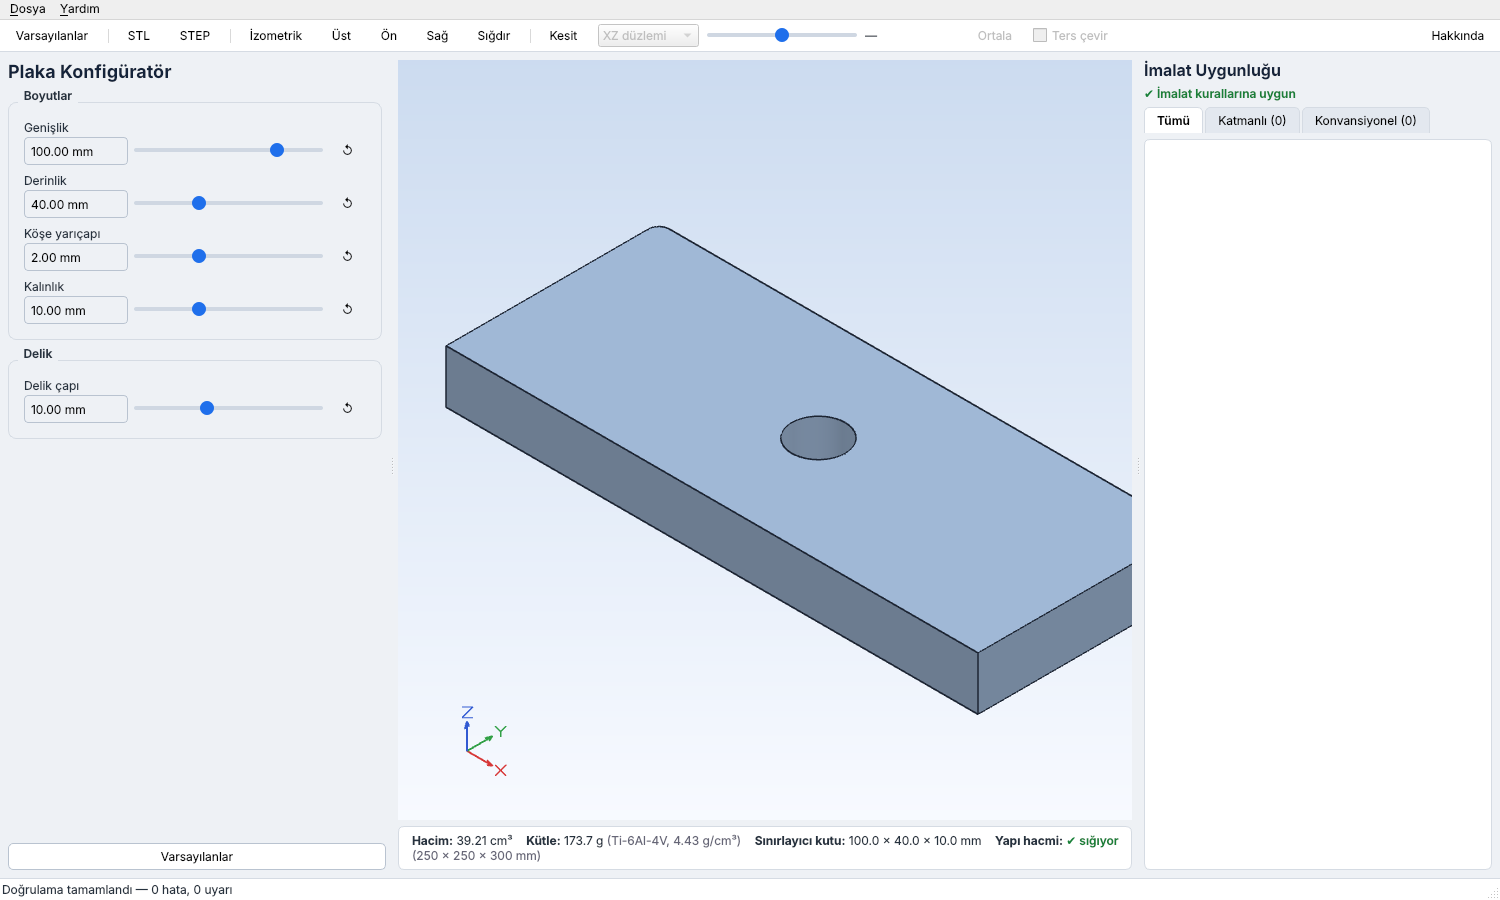 Dosya Yardım
Varsayılanlar STL STEP İzometrik Üst Ön Sağ Sığdır Kesit XZ düzlemi — Ortala Ters çevir Hakkında
Plaka Konfigüratör
Boyutlar
Genişlik
100.00 mm
Derinlik
40.00 mm
Köşe yarıçapı
2.00 mm
Kalınlık
10.00 mm
Delik
Delik çapı
10.00 mm
Varsayılanlar
Z
Y
X
Hacim: 39.21 cm³ Kütle: 173.7 g (Ti-6Al-4V, 4.43 g/cm³) Sınırlayıcı kutu: 100.0 × 40.0 × 10.0 mm Yapı hacmi: ✔ sığıyor
(250 × 250 × 300 mm)
İmalat Uygunluğu
✔ İmalat kurallarına uygun
Tümü Katmanlı (0) Konvansiyonel (0)
Doğrulama tamamlandı — 0 hata, 0 uyarı